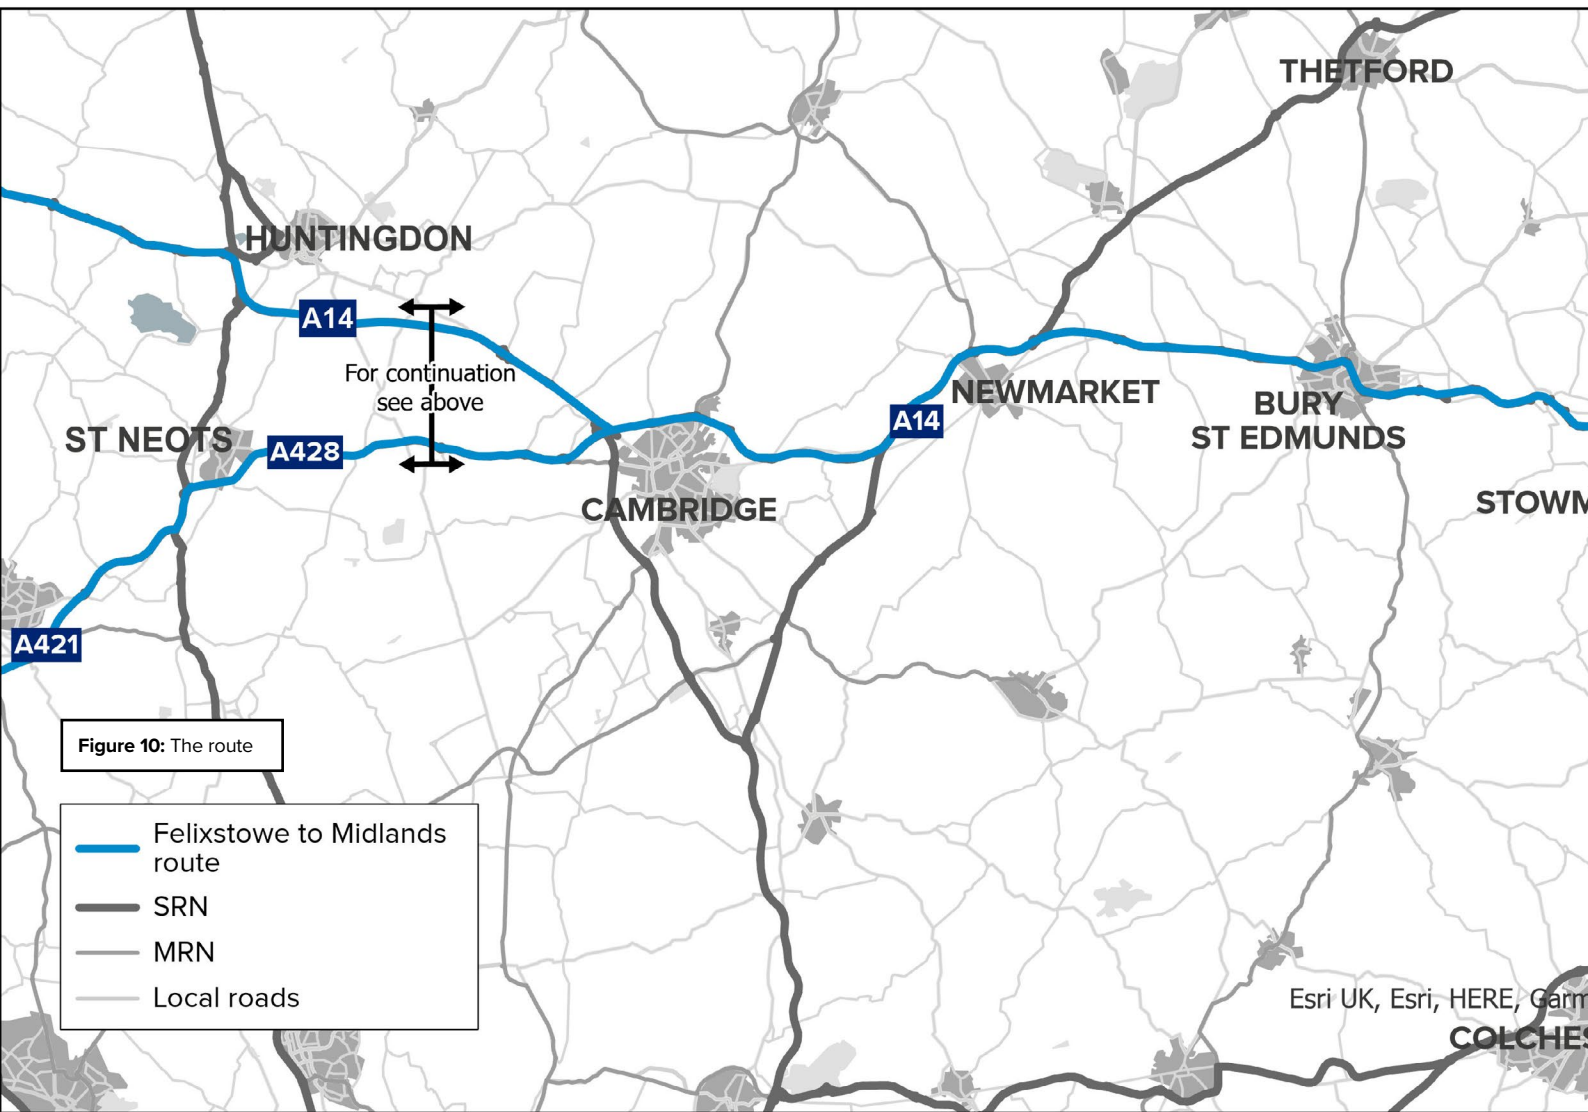 THETFORD
HUNTINGDON
A14
For continuation
see above
NEWMARKET
A14
BURY
ST EDMUNDS
ST NEOTS
A428
CAMBRIDGE
STOWM
A421
Figure 10: The route
Felixstowe to Midlands
route
SRN
MRN
Local roads
Esri UK, Esri, HERE, Garm
COLCHES